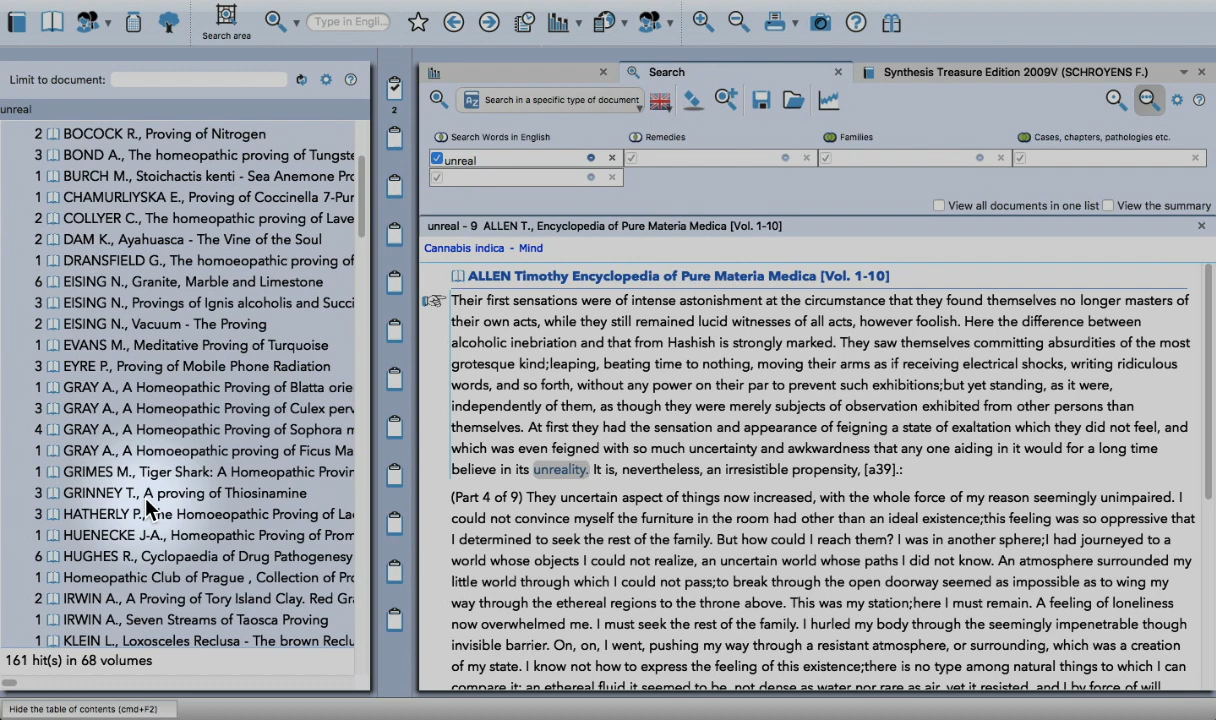 Search area
Type in Engli...
Limit to document:
unreal
2 BOCOCK R., Proving of Nitrogen
3 BOND A., The homeopathic proving of Tungste
1 BURCH M., Stoichactis kenti - Sea Anemone Pro
1 CHAMURLIYSKA E., Proving of Coccinella 7-Pun
2 COLLYER C., The homeopathic proving of Lave
2 DAM K., Ayahuasca - The Vine of the Soul
1 DRANSFIELD G., The homoeopathic proving of
6 EISING N., Granite, Marble and Limestone
3 EISING N., Provings of Ignis alcoholis and Succi
2 EISING N., Vacuum - The Proving
1 EVANS M., Meditative Proving of Turquoise
3 EYRE P., Proving of Mobile Phone Radiation
1 GRAY A., A Homeopathic Proving of Blatta orie
3 GRAY A., A Homeopathic Proving of Culex perv
4 GRAY A., A Homeopathic Proving of Sophora m
1 GRAY A., A Homoeopathic proving of Ficus Ma
1 GRIMES M., Tiger Shark: A Homeopathic Provin
3 GRINNEY T., A proving of Thiosinamine
3 HATHERLY P., The Homoeopathic Proving of La
1 HUENECKE J-A., Homeopathic Proving of Prom
6 HUGHES R., Cyclopaedia of Drug Pathogenesy
1 Homeopathic Club of Prague , Collection of Pro
2 IRWIN A., A Proving of Tory Island Clay. Red Gra
1 IRWIN A., Seven Streams of Taosca Proving
1 KLEIN L., Loxosceles Reclusa - The brown Reclu
161 hit(s) in 68 volumes
Hide the table of contents (cmd+F2)
2
Search
Synthesis Treasure Edition 2009V (SCHROYENS F.)
AZ Search in a specific type of document
Search Words in English
Remedies
Families
Cases, chapters, pathologies etc.
unreal
View all documents in one list
View the summary
unreal - 9 ALLEN T., Encyclopedia of Pure Materia Medica [Vol. 1-10]
Cannabis indica - Mind
ALLEN Timothy Encyclopedia of Pure Materia Medica [Vol. 1-10]
Their first sensations were of intense astonishment at the circumstance that they found themselves no longer masters of
their own acts, while they still remained lucid witnesses of all acts, however foolish. Here the difference between
alcoholic inebriation and that from Hashish is strongly marked. They saw themselves committing absurdities of the most
grotesque kind;leaping, beating time to nothing, moving their arms as if receiving electrical shocks, writing ridiculous
words, and so forth, without any power on their par to prevent such exhibitions;but yet standing, as it were,
independently of them, as though they were merely subjects of observation exhibited from other persons than
themselves. At first they had the sensation and appearance of feigning a state of exaltation which they did not feel, and
which was even feigned with so much uncertainty and awkwardness that any one aiding in it would for a long time
believe in its unreality. It is, nevertheless, an irresistible propensity, [a39].:
(Part 4 of 9) They uncertain aspect of things now increased, with the whole force of my reason seemingly unimpaired. I
could not convince myself the furniture in the room had other than an ideal existence;this feeling was so oppressive that
I determined to seek the rest of the family. But how could I reach them? I was in another sphere;I had journeyed to a
world whose objects I could not realize, an uncertain world whose paths I did not know. An atmosphere surrounded my
little world through which I could not pass;to break through the open doorway seemed as impossible as to wing my
way through the ethereal regions to the throne above. This was my station;here I must remain. A feeling of loneliness
now overwhelmed me. I must seek the rest of the family. I hurled my body through the seemingly impenetrable though
invisible barrier. On, on, I went, pushing my way through a resistant atmosphere, or surrounding, which was a creation
of my state. I know not how to express the feeling of this existence;there is no type among natural things to which I can
compare it; an ethereal fluid it seemed to be, not dense as water nor rare as air, yet it resisted, and I by force of will